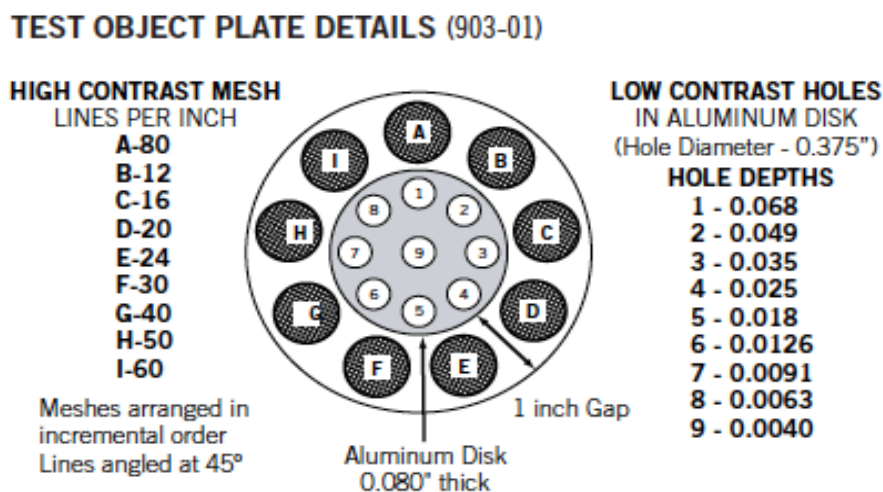 TEST OBJECT PLATE DETAILS (903-01)
HIGH CONTRAST MESH
LINES PER INCH
A-80
B-12
C-16
D-20
E-24
F-30
G-40
H-50
I-60
Meshes arranged in
incremental order
Lines angled at 45º
A
B
C
D
E
F
G
H
I
1
2
3
4
5
6
7
8
9
1 inch Gap
Aluminum Disk
0.080" thick
LOW CONTRAST HOLES
IN ALUMINUM DISK
(Hole Diameter - 0.375")
HOLE DEPTHS
1 - 0.068
2 - 0.049
3 - 0.035
4 - 0.025
5 - 0.018
6 - 0.0126
7 - 0.0091
8 - 0.0063
9 - 0.0040